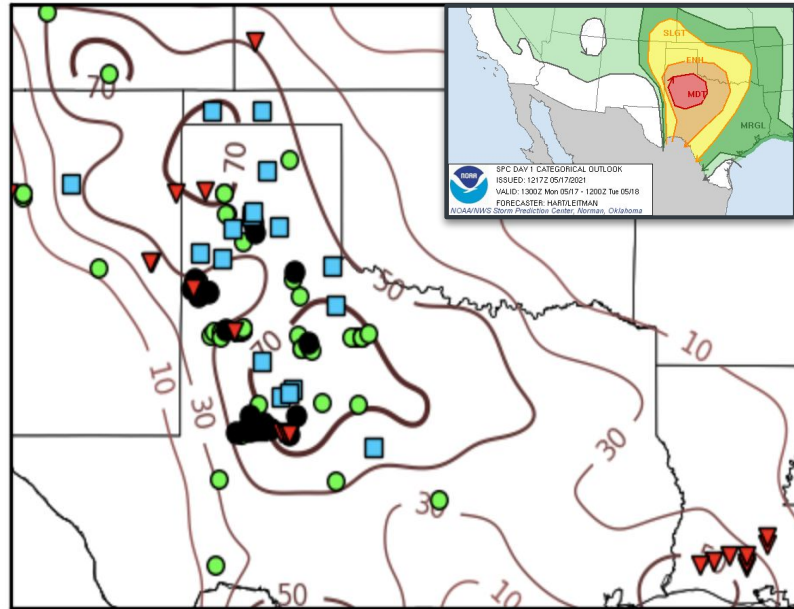 SLGT
ENH
MDT
MRGL
NOAA
SPC DAY 1 CATEGORICAL OUTLOOK
ISSUED: 1217Z 05/17/2021
VALID: 1300Z Mon 05/17 - 1200Z Tue 05/18
FORECASTER: HART/LEITMAN
NOAA/NWS Storm Prediction Center, Norman, Oklahoma
70
70
50
10
70
10
30
30
30
10
50